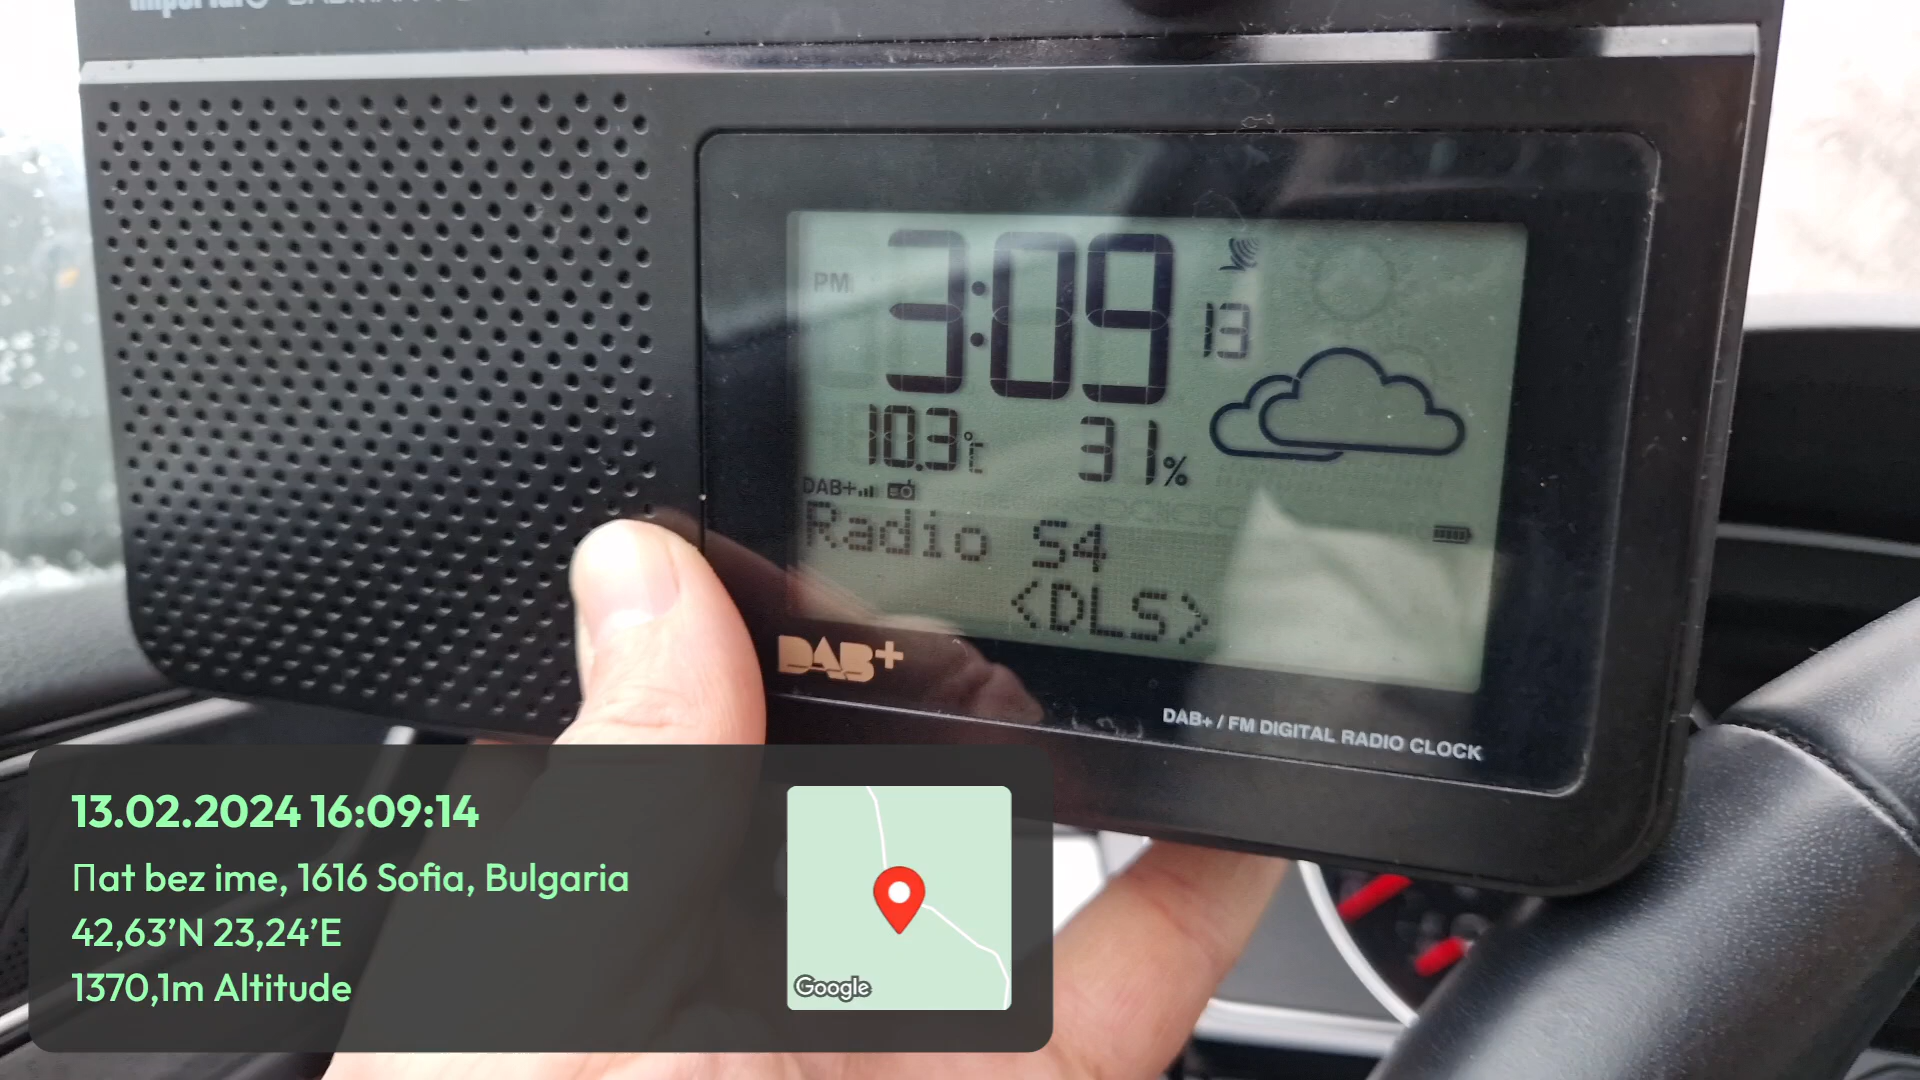 PM
3:09
13
10.3°C
31%
DAB+
Radio S4
<DLS>
DAB+
DAB+ / FM DIGITAL RADIO CLOCK
13.02.2024 16:09:14
Пat bez ime, 1616 Sofia, Bulgaria
42,63’N 23,24’E
1370,1m Altitude
Google